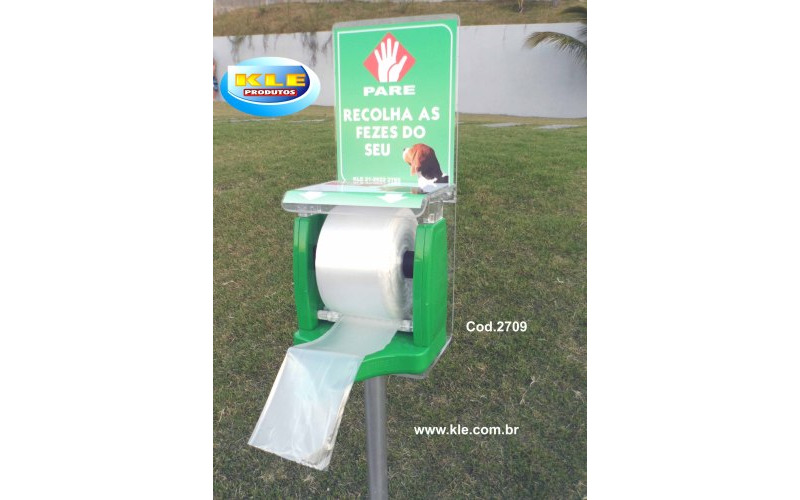 KLE
PRODUTOS
PARE
RECOLHA AS
FEZES DO
SEU
Cod.2709
www.kle.com.br